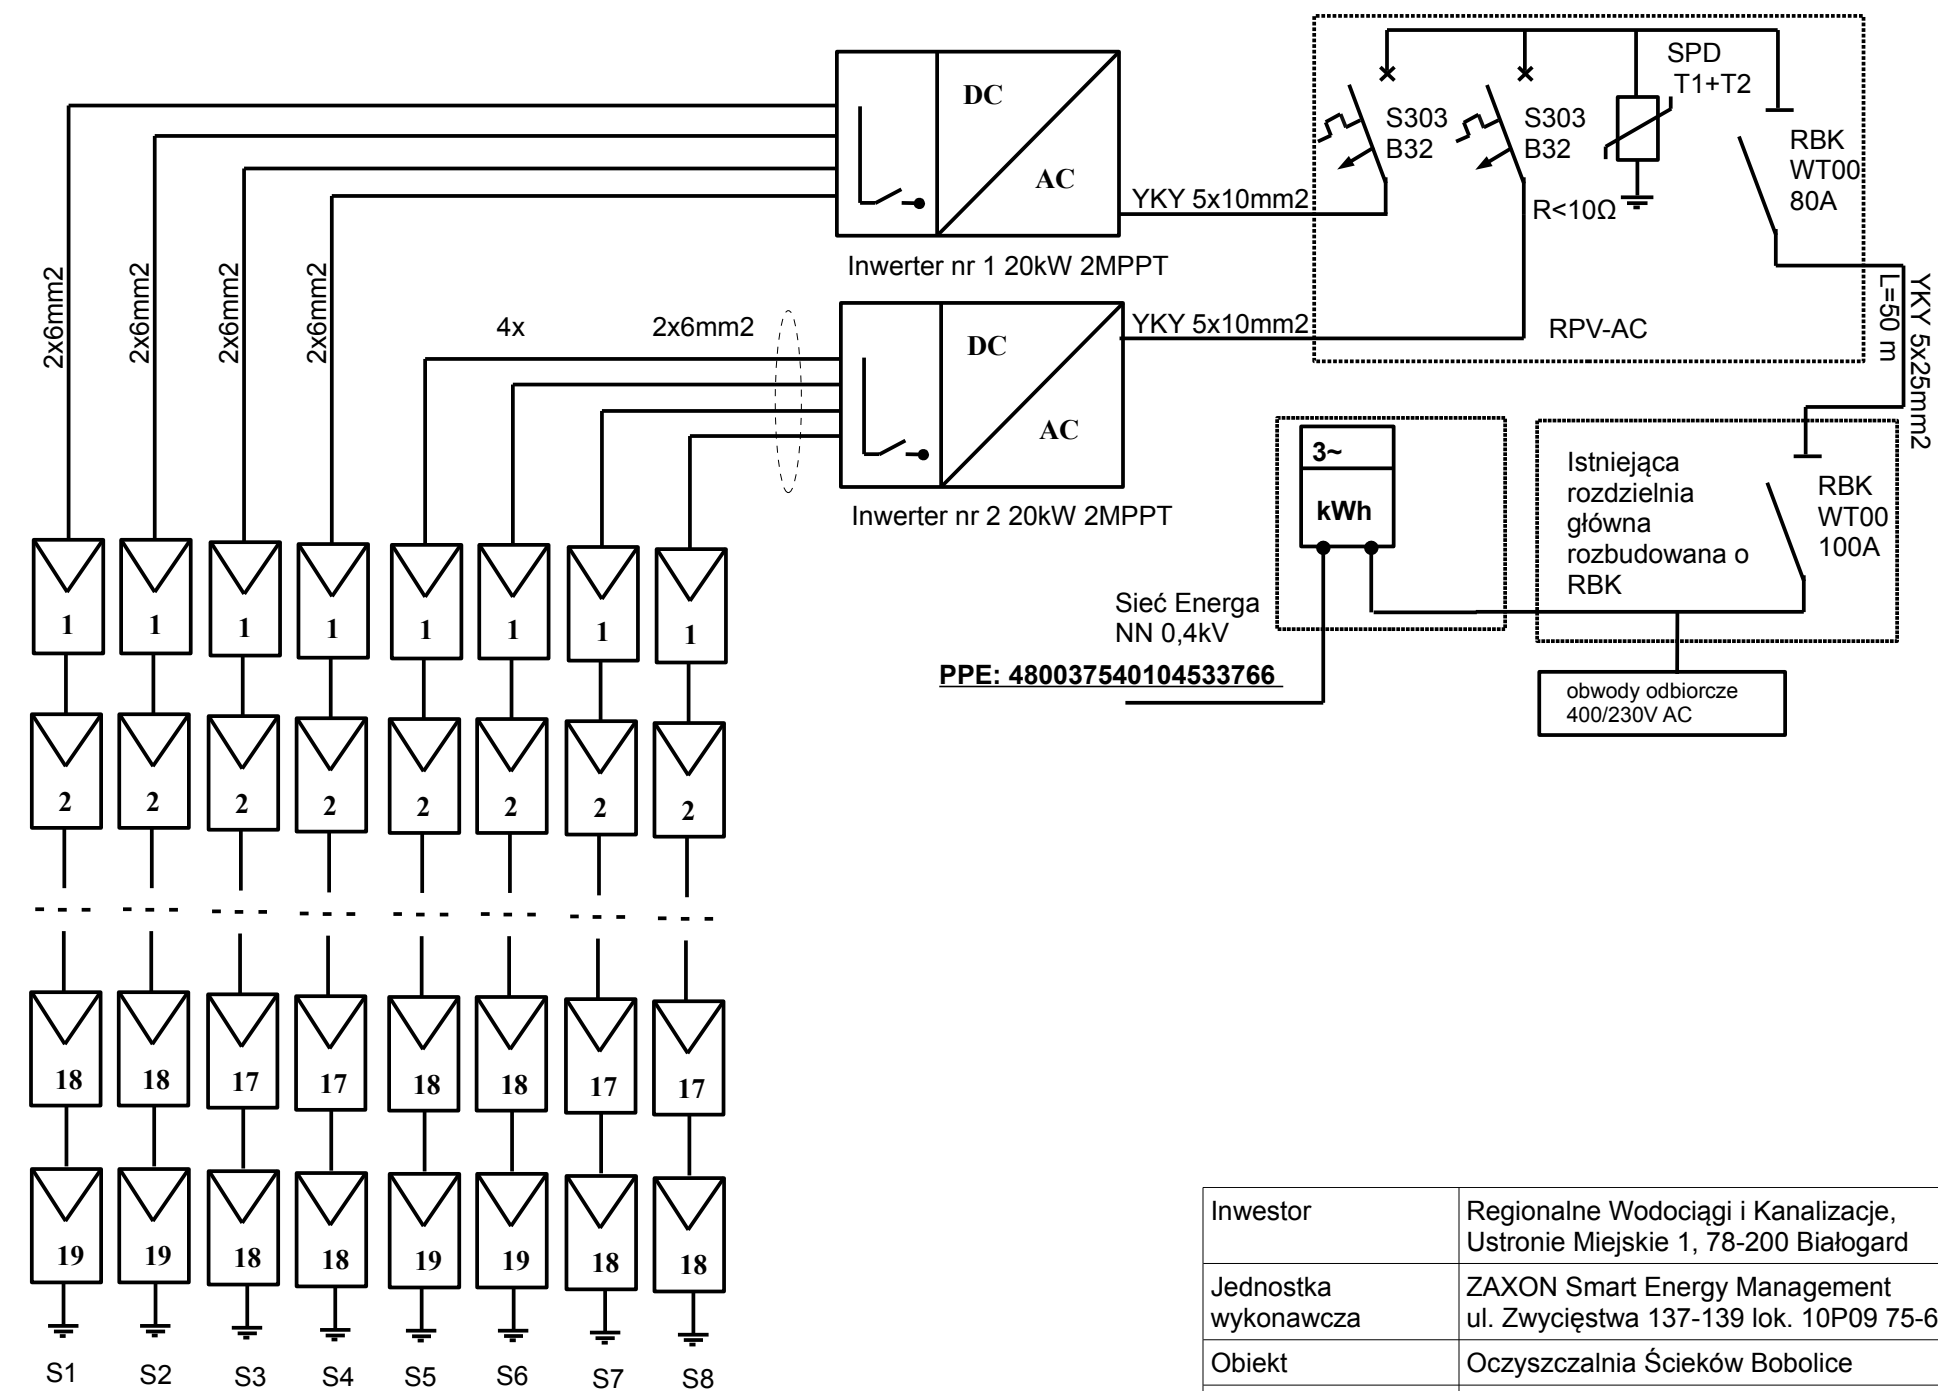 DC
AC
Inwerter nr 1 20kW 2MPPT
YKY 5x10mm2
S303
B32
S303
B32
SPD
T1+T2
R<10Ω
RBK
WT00
80A
RPV-AC
YKY 5x25mm2
L=50 m
2x6mm2
2x6mm2
2x6mm2
2x6mm2
4x 2x6mm2
DC
AC
Inwerter nr 2 20kW 2MPPT
YKY 5x10mm2
3~
kWh
Istniejąca
rozdzielnia
główna
rozbudowana o
RBK
RBK
WT00
100A
Sieć Energa
NN 0,4kV
PPE: 480037540104533766
obwody odbiorcze
400/230V AC
1 1 1 1 1 1 1 1
2 2 2 2 2 2 2 2
18 18 17 17 18 18 17 17
19 19 18 18 19 19 18 18
S1 S2 S3 S4 S5 S6 S7 S8
Inwestor
Regionalne Wodociągi i Kanalizacje,
Ustronie Miejskie 1, 78-200 Białogard
Jednostka
wykonawcza
ZAXON Smart Energy Management
ul. Zwycięstwa 137-139 lok. 10P09 75-6
Obiekt
Oczyszczalnia Ścieków Bobolice